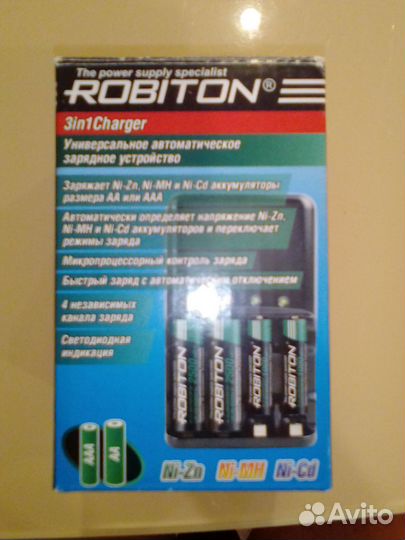 The power supply specialist
ROBITON®
3in1Charger
Универсальное автоматическое
зарядное устройство
Заряжает Ni-Zn, Ni-MH и Ni-Cd аккумуляторы
размера AA или AAA
Автоматически определяет напряжение Ni-Zn,
Ni-MH и Ni-Cd аккумуляторов и переключает
режимы заряда
Микропроцессорный контроль заряда
Быстрый заряд с автоматическим отключением
4 независимых
канала заряда
Светодиодная
индикация
ROBITON
ROBITON
ROBITON
ROBITON
AAA
AA
Ni-Zn Ni-MH Ni-Cd
Avito